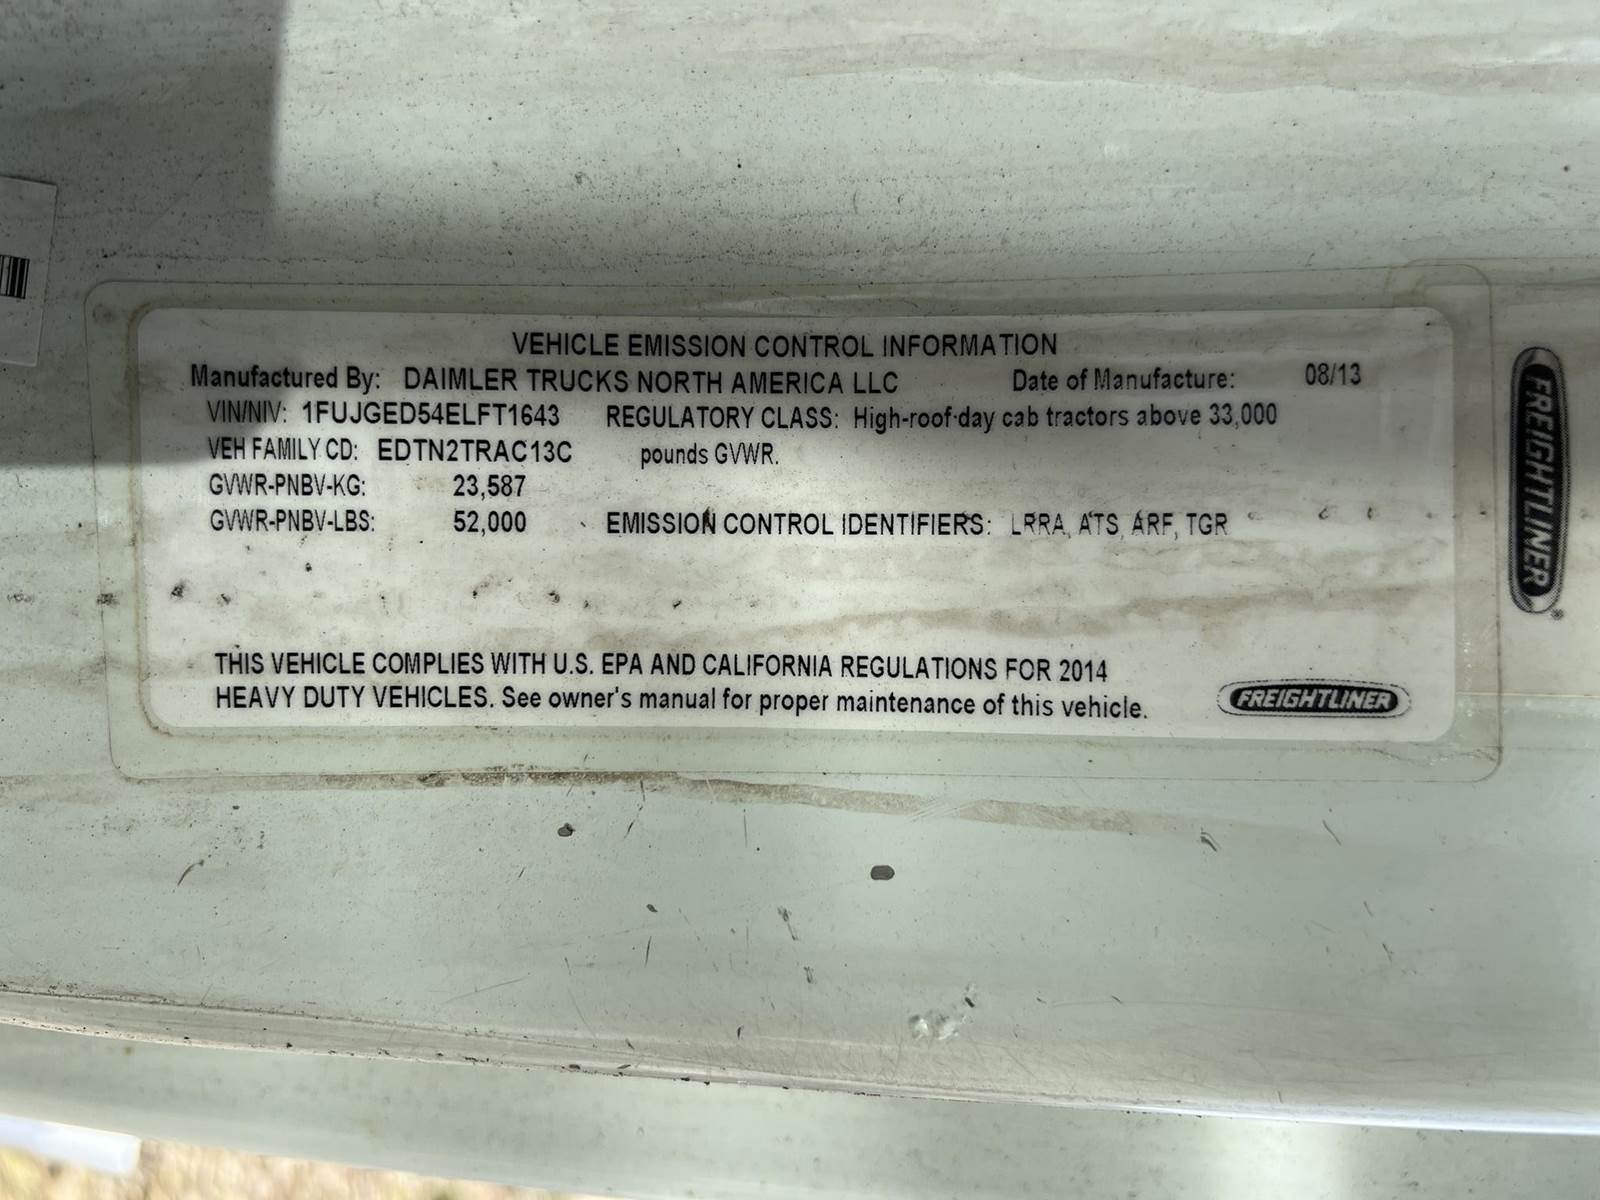 VEHICLE EMISSION CONTROL INFORMATION
Manufactured By: DAIMLER TRUCKS NORTH AMERICA LLC Date of Manufacture: 08/13
VIN/NIV: 1FUJGED54ELFT1643 REGULATORY CLASS: High-roof day cab tractors above 33,000
VEH FAMILY CD: EDTN2TRAC13C pounds GVWR.
GVWR-PNBV-KG: 23,587
GVWR-PNBV-LBS: 52,000 EMISSION CONTROL IDENTIFIERS: LRRA, ATS, ARF, TGR
THIS VEHICLE COMPLIES WITH U.S. EPA AND CALIFORNIA REGULATIONS FOR 2014
HEAVY DUTY VEHICLES. See owner's manual for proper maintenance of this vehicle.
FREIGHTLINER
FREIGHTLINER®